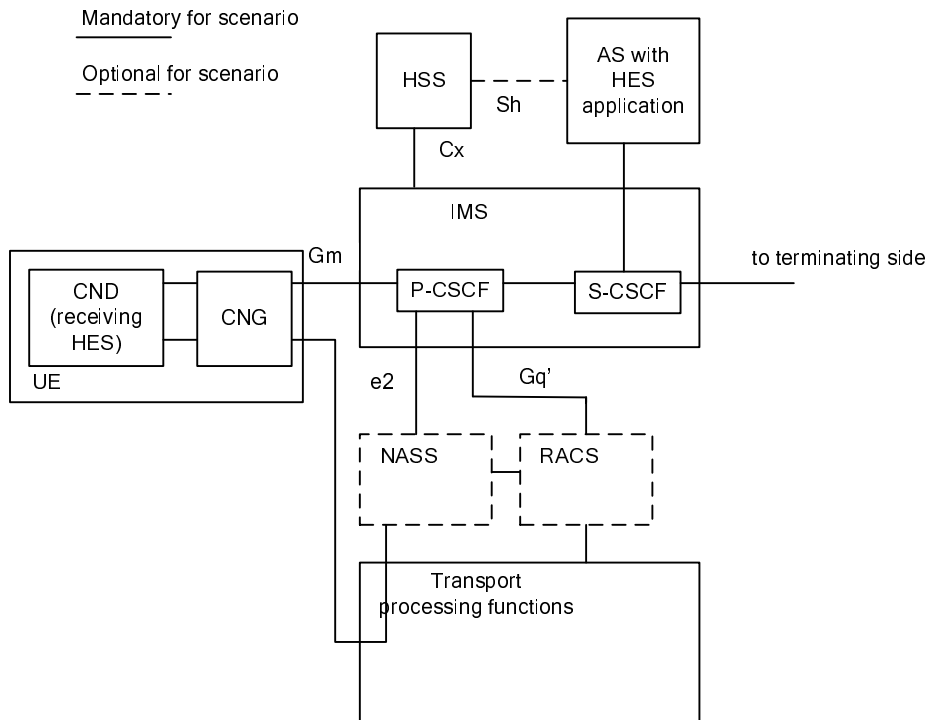 Mandatory for scenario
Optional for scenario
HSS
Sh
AS with
HES
application
Cx
IMS
Gm
to terminating side
CND
(receiving
HES)
CNG
P-CSCF
S-CSCF
UE
e2
Gq’
NASS
RACS
Transport
processing functions